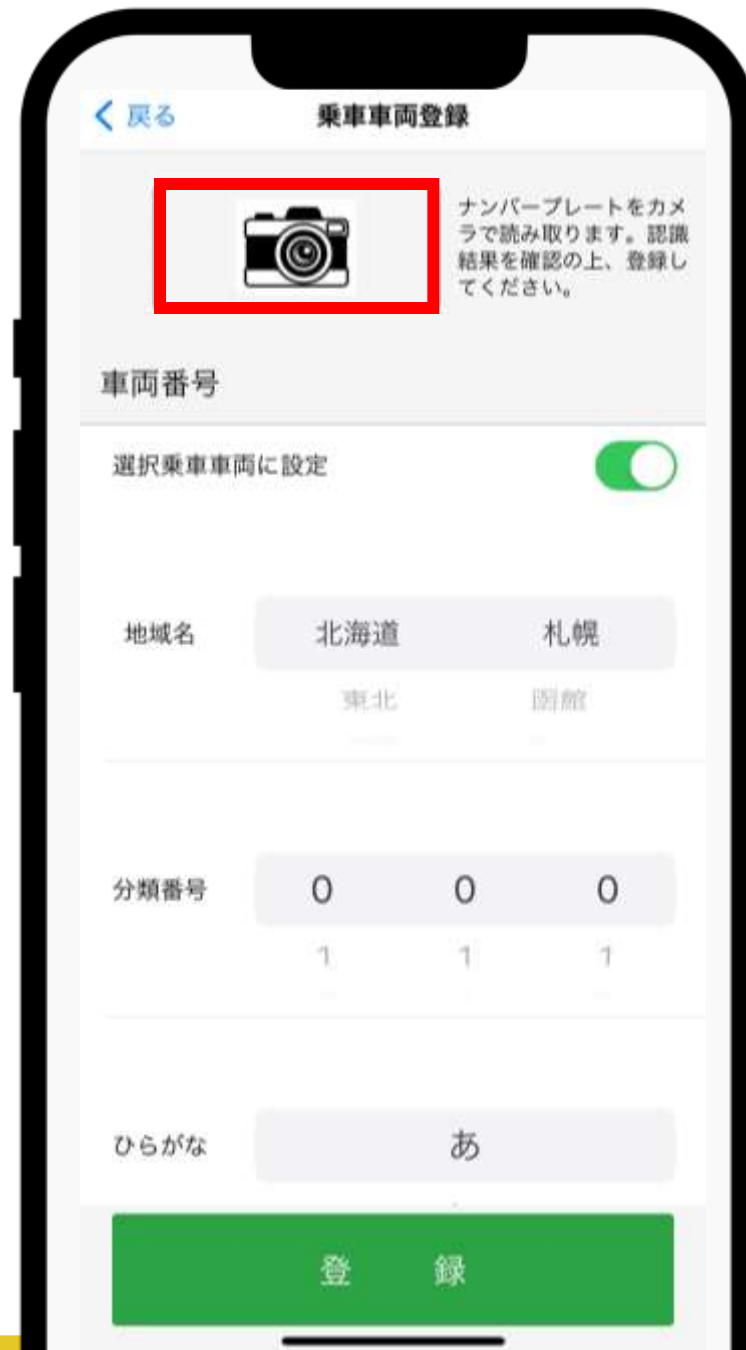 戻る
乗車車両登録
ナンバープレートをカメ
ラで読み取ります。認識
結果を確認の上、登録し
てください。
車両番号
選択乗車車両に設定
地域名 北海道 札幌
東北 函館
分類番号 0 0 0
1 1 1
ひらがな あ
登 録